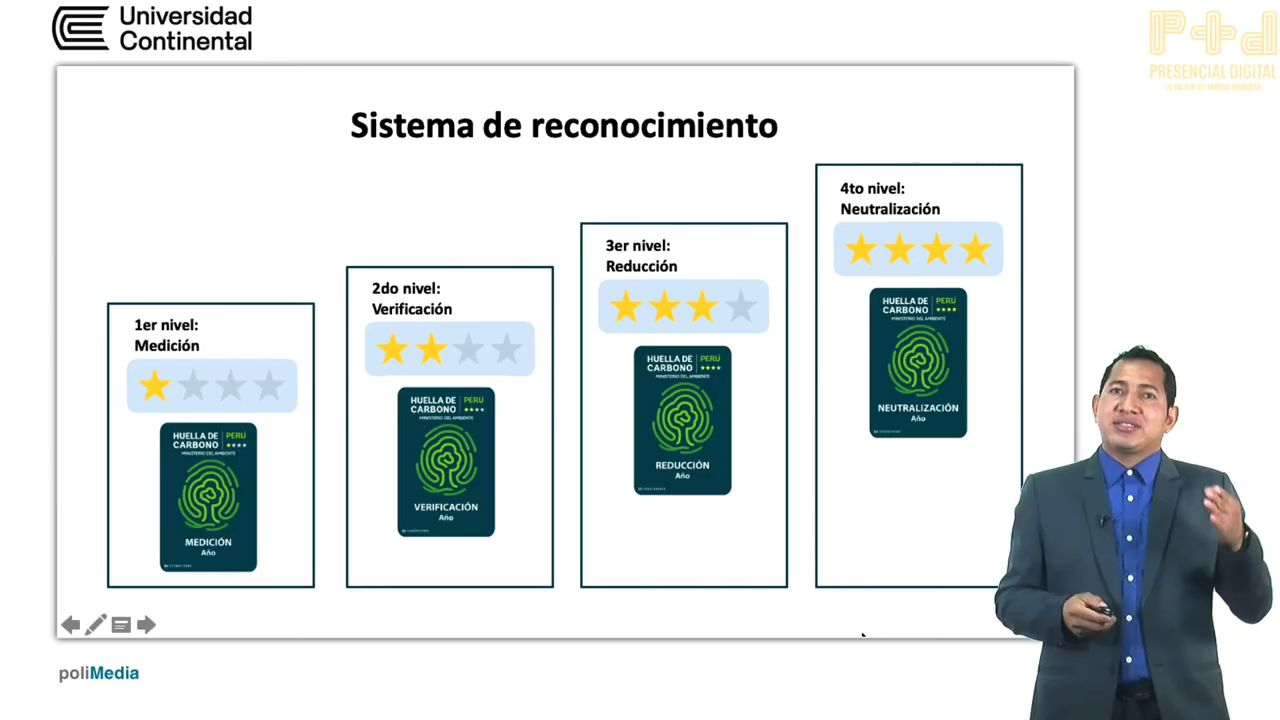 Universidad
Continental
PRESENCIAL DIGITAL
Sistema de reconocimiento
1er nivel:
Medición
HUELLA DE CARBONO PERÚ
MINISTERIO DEL AMBIENTE
MEDICIÓN
Año
2do nivel:
Verificación
HUELLA DE CARBONO PERÚ
MINISTERIO DEL AMBIENTE
VERIFICACIÓN
Año
3er nivel:
Reducción
HUELLA DE CARBONO PERÚ
MINISTERIO DEL AMBIENTE
REDUCCIÓN
Año
4to nivel:
Neutralización
HUELLA DE CARBONO PERÚ
MINISTERIO DEL AMBIENTE
NEUTRALIZACIÓN
Año
poliMedia